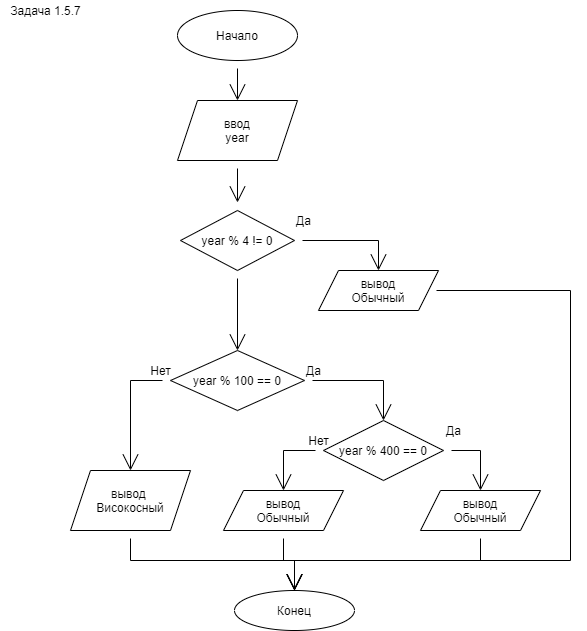 Задача 1.5.7
Начало
ввод
year
year % 4 != 0
Да
вывод
Обычный
Нет
year % 100 == 0
Да
Нет
year % 400 == 0
Да
вывод
Високосный
вывод
Обычный
вывод
Обычный
Конец